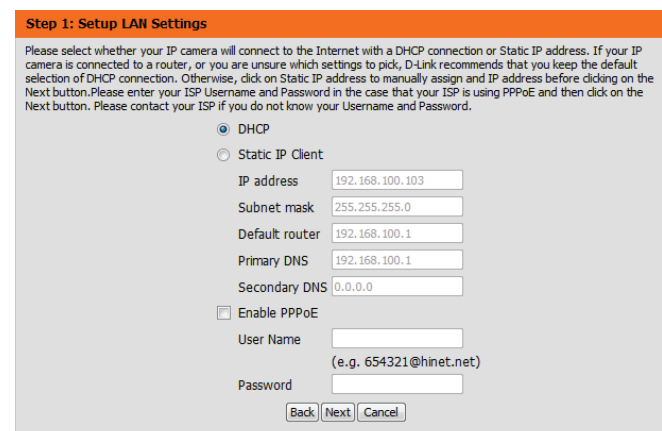 Step 1: Setup LAN Settings
Please select whether your IP camera will connect to the Internet with a DHCP connection or Static IP address. If your IP
camera is connected to a router, or you are unsure which settings to pick, D-Link recommends that you keep the default
selection of DHCP connection. Otherwise, click on Static IP address to manually assign and IP address before clicking on the
Next button.Please enter your ISP Username and Password in the case that your ISP is using PPPoE and then click on the
Next button. Please contact your ISP if you do not know your Username and Password.
DHCP
Static IP Client
IP address 192.168.100.103
Subnet mask 255.255.255.0
Default router 192.168.100.1
Primary DNS 192.168.100.1
Secondary DNS 0.0.0.0
Enable PPPoE
User Name
(e.g. 654321@hinet.net)
Password
Back Next Cancel